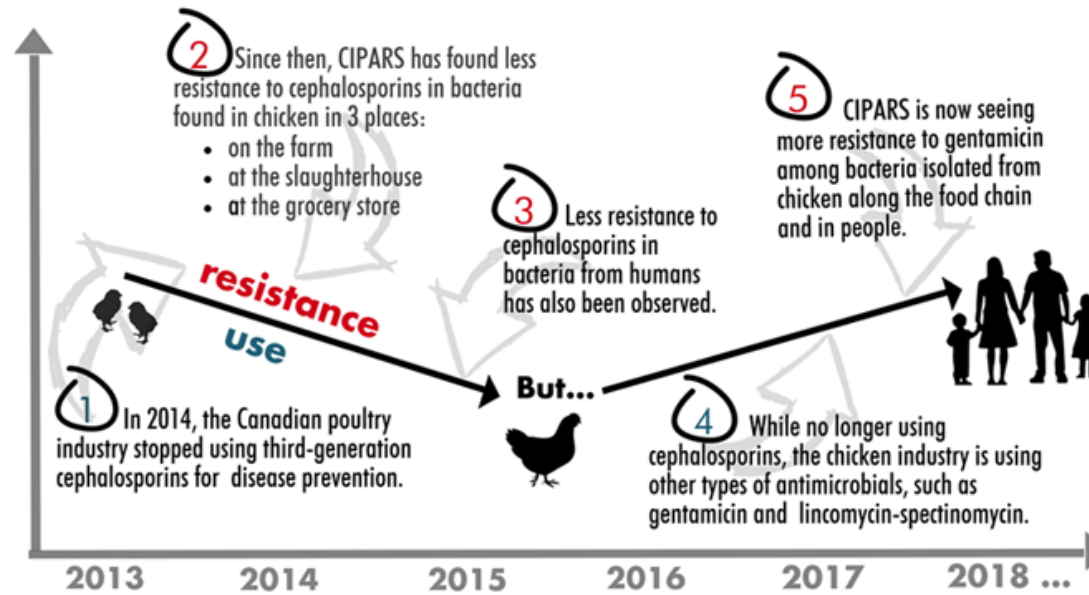 2 Since then, CIPARS has found less
resistance to cephalosporins in bacteria
found in chicken in 3 places:
• on the farm
• at the slaughterhouse
• at the grocery store
5 CIPARS is now seeing
more resistance to gentamicin
among bacteria isolated from
chicken along the food chain
and in people.
3 Less resistance to
cephalosporins in
bacteria from humans
has also been observed.
resistance
use
But...
1 In 2014, the Canadian poultry
industry stopped using third-generation
cephalosporins for disease prevention.
4 While no longer using
cephalosporins, the chicken industry is using
other types of antimicrobials, such as
gentamicin and lincomycin-spectinomycin.
2013 2014 2015 2016 2017 2018 ...